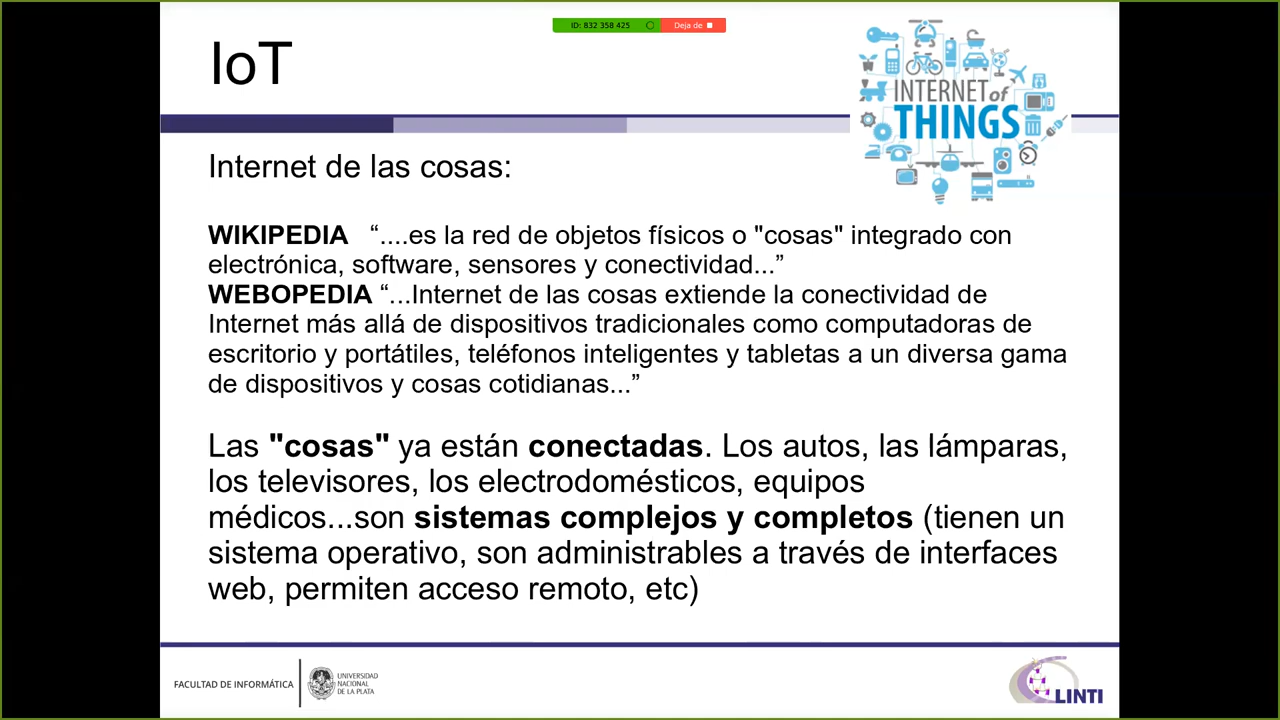 ID: 832 358 425
Deja de
IoT
INTERNET of
THINGS
Internet de las cosas:
WIKIPEDIA “....es la red de objetos físicos o "cosas" integrado con
electrónica, software, sensores y conectividad...”
WEBOPEDIA “...Internet de las cosas extiende la conectividad de
Internet más allá de dispositivos tradicionales como computadoras de
escritorio y portátiles, teléfonos inteligentes y tabletas a un diversa gama
de dispositivos y cosas cotidianas...”
Las "cosas" ya están conectadas. Los autos, las lámparas,
los televisores, los electrodomésticos, equipos
médicos...son sistemas complejos y completos (tienen un
sistema operativo, son administrables a través de interfaces
web, permiten acceso remoto, etc)
FACULTAD DE INFORMÁTICA
UNIVERSIDAD
NACIONAL
DE LA PLATA
LINTI